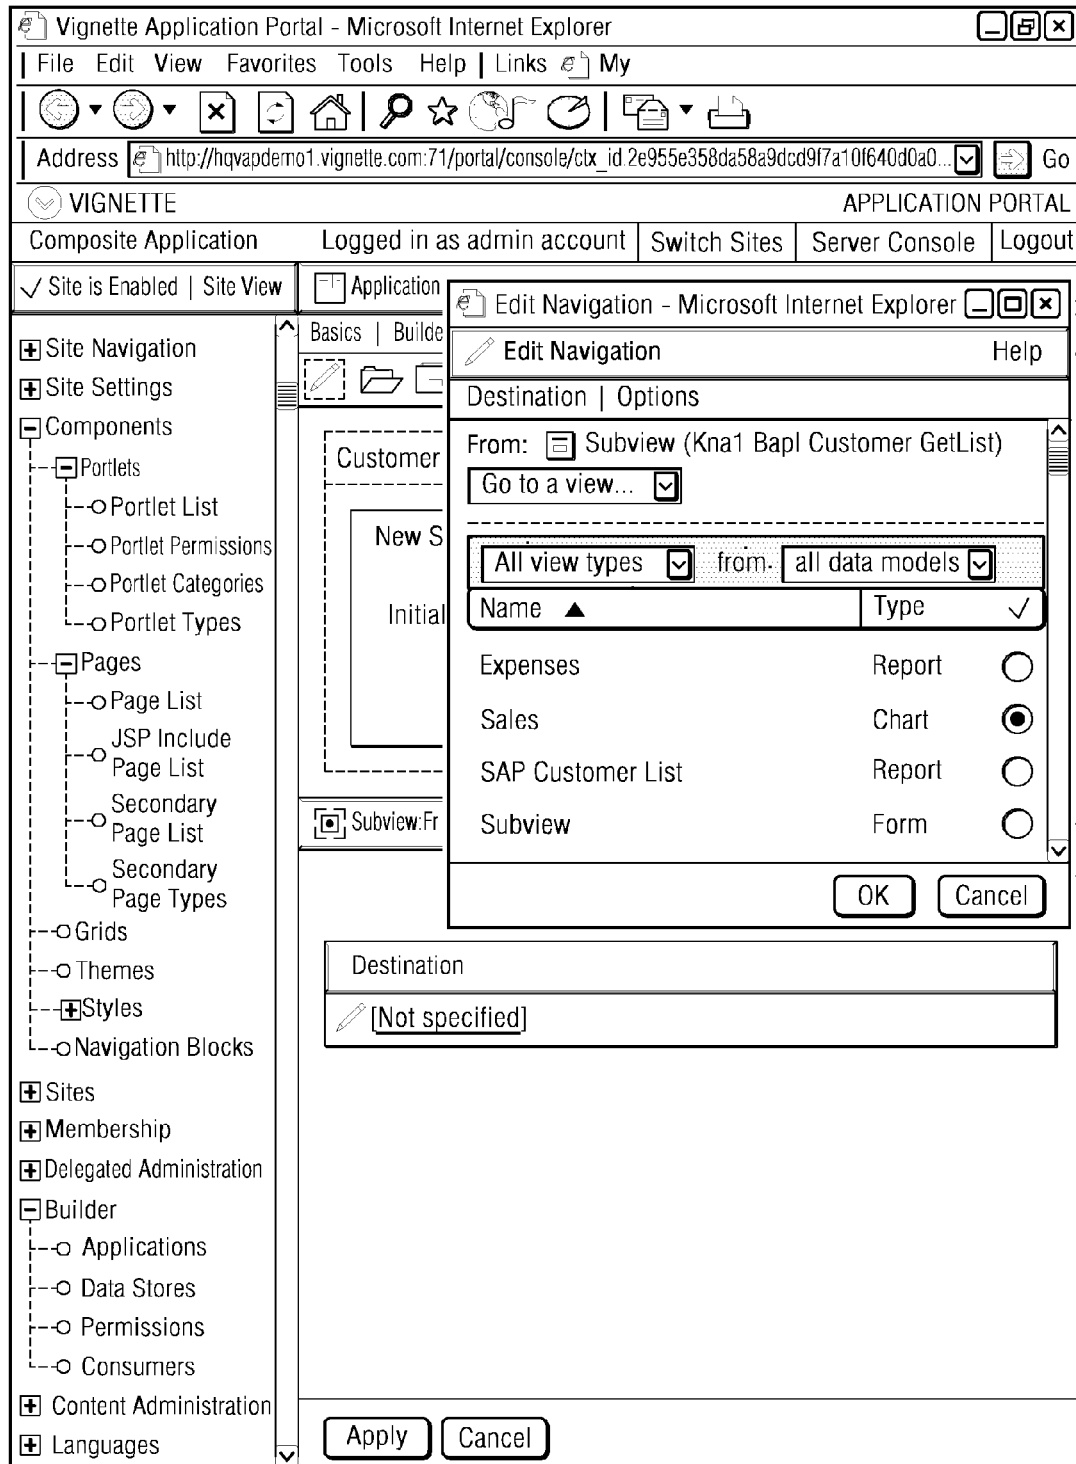 Vignette Application Portal - Microsoft Internet Explorer
File Edit View Favorites Tools Help | Links My
Address http://hqvapdemo1.vignette.com:71/portal/console/ctx_id.2e955e358da58a9dcd9f7a10f640d0a0... Go
VIGNETTE APPLICATION PORTAL
Composite Application Logged in as admin account | Switch Sites | Server Console | Logout
Site is Enabled | Site View
Site Navigation
Site Settings
Components
Portlets
Portlet List
Portlet Permissions
Portlet Categories
Portlet Types
Pages
Page List
JSP Include
Page List
Secondary
Page List
Secondary
Page Types
Grids
Themes
Styles
Navigation Blocks
Sites
Membership
Delegated Administration
Builder
Applications
Data Stores
Permissions
Consumers
Content Administration
Languages
Application
Basics | Builde
Customer
New S
Initial
Subview:Fr
Edit Navigation - Microsoft Internet Explorer
Edit Navigation Help
Destination | Options
From: Subview (Kna1 Bapl Customer GetList)
Go to a view...
All view types from. all data models
Name ▲ Type ✓
Expenses Report
Sales Chart
SAP Customer List Report
Subview Form
OK Cancel
Destination
[Not specified]
Apply Cancel